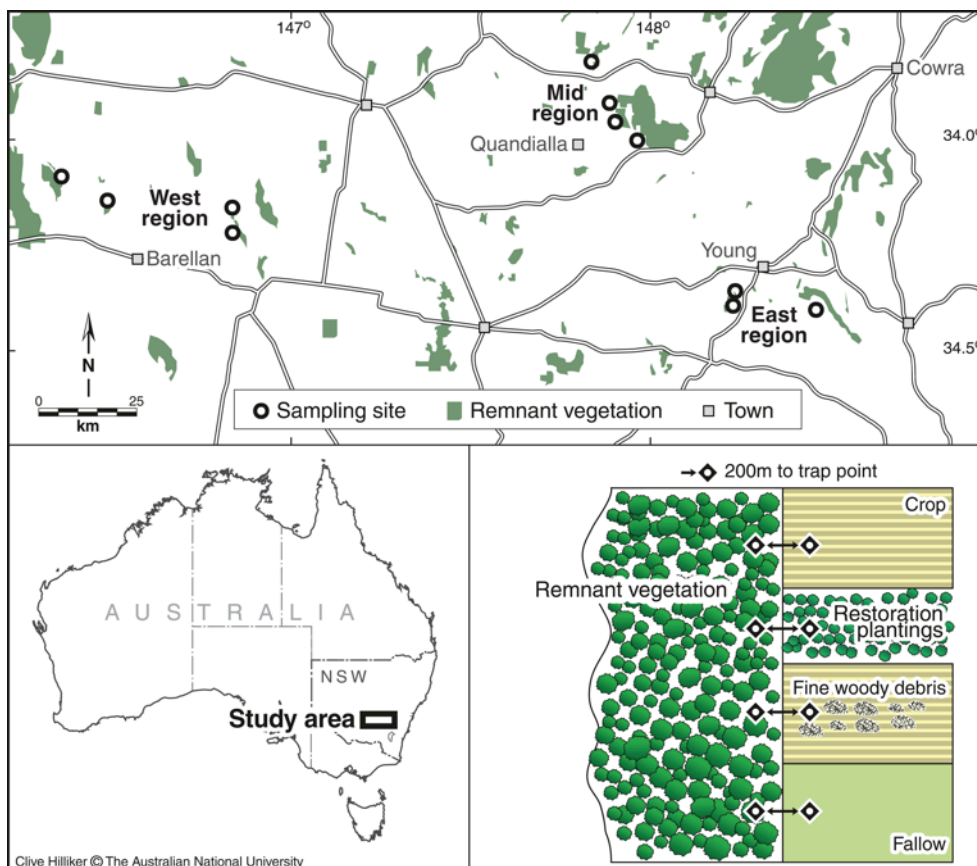 147°
148°
Cowra
Mid
region
34.0°
Quandialla
West
region
Barellan
Young
East
region
34.5°
N
0
25
km
Sampling site
Remnant vegetation
Town
200m to trap point
Crop
Remnant vegetation
Restoration
plantings
Fine woody debris
Fallow
AUSTRALIA
NSW
Study area
Clive Hilliker © The Australian National University